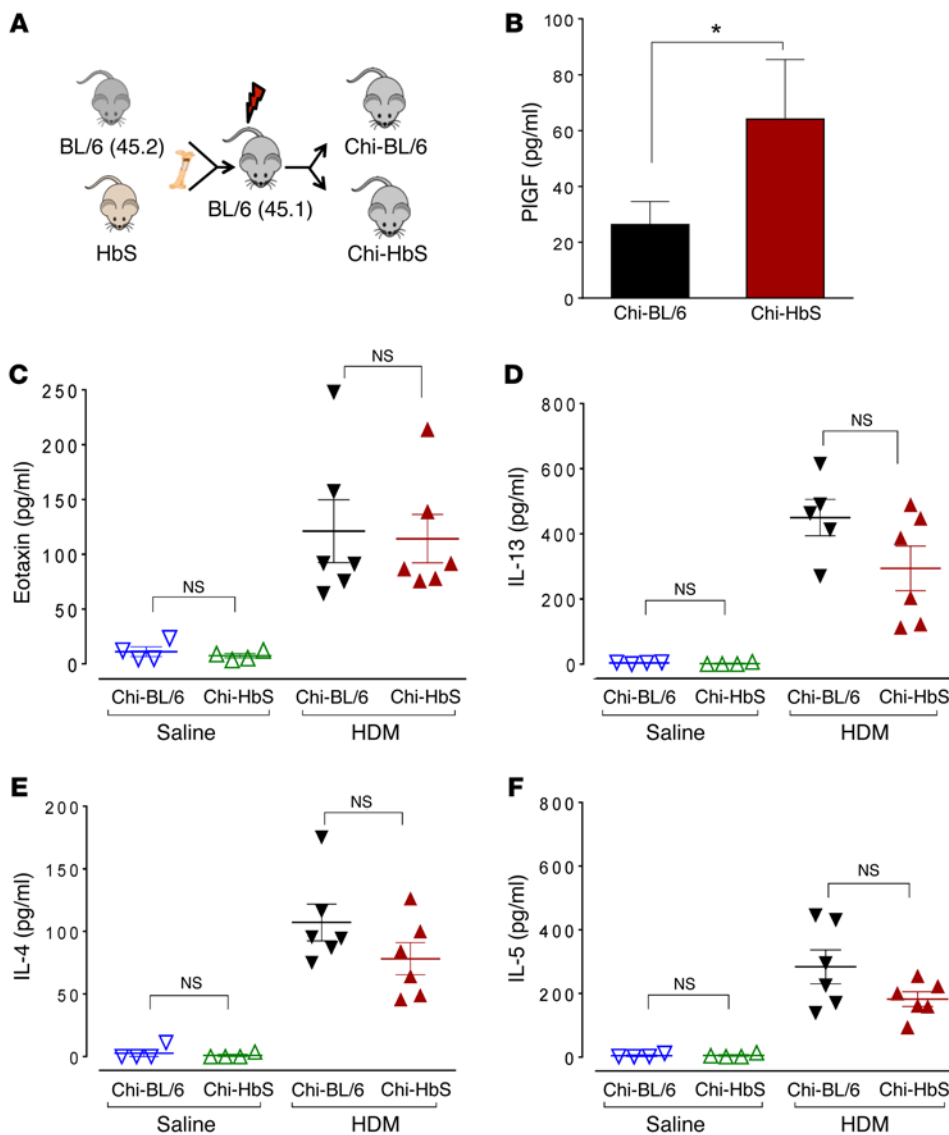 A
BL/6 (45.2)
HbS
BL/6 (45.1)
Chi-BL/6
Chi-HbS
B
PlGF (pg/ml)
100
80
60
40
20
0
*
Chi-BL/6
Chi-HbS
C
Eotaxin (pg/ml)
250
200
150
100
50
0
NS
NS
Chi-BL/6 Chi-HbS Chi-BL/6 Chi-HbS
Saline HDM
D
IL-13 (pg/ml)
800
600
400
200
0
NS
NS
Chi-BL/6 Chi-HbS Chi-BL/6 Chi-HbS
Saline HDM
E
IL-4 (pg/ml)
200
150
100
50
0
NS
NS
Chi-BL/6 Chi-HbS Chi-BL/6 Chi-HbS
Saline HDM
F
IL-5 (pg/ml)
800
600
400
200
0
NS
NS
Chi-BL/6 Chi-HbS Chi-BL/6 Chi-HbS
Saline HDM